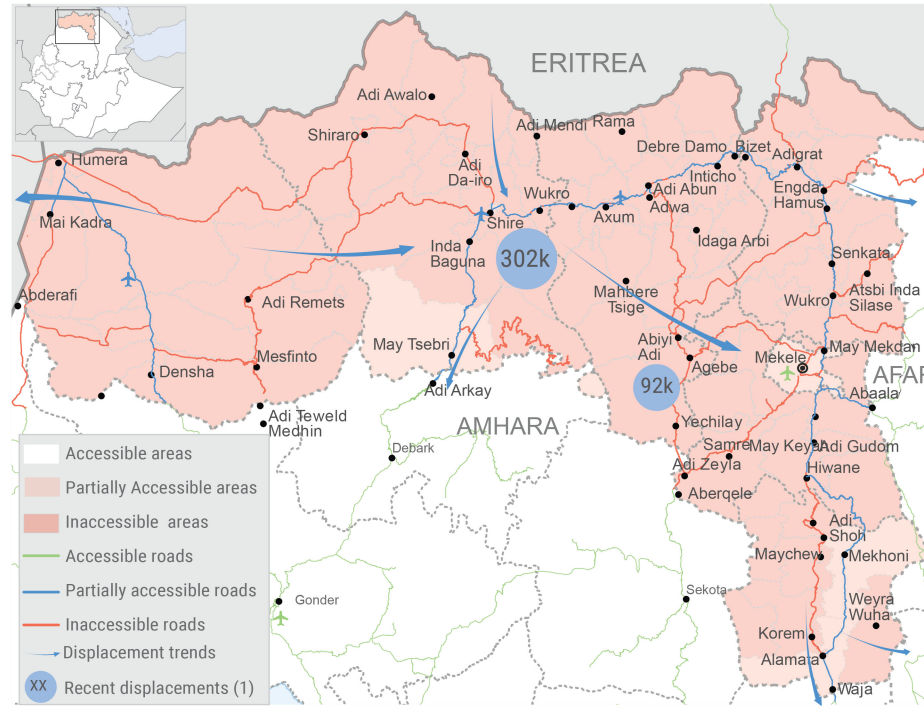 ERITREA
Adi Awalo
Adi Mendi
Rama
Shiraro
Debre Damo
Bizet
Humera
Adi
Da-iro
Inticho
Adigrat
Wukro
Adi Abun
Engda
Hamus
Mai Kadra
Shire
Axum
Adwa
Inda
Baguna
Idaga Arbi
302k
Senkata
Abderafi
Adi Remets
Mahbere
Tsige
Wukro
Atsbi Inda
Silase
May Tsebri
Abiyi
Adi
Mesfinto
Agebe
Mekele
May Mekdan
Densha
AFAR
Adi Arkay
92k
Abaala
Adi Teweld
Medhin
AMHARA
Yechilay
Debark
Samre
May Keyah
Adi Gudom
Accessible areas
Adi Zeyla
Hiwane
Partially Accessible areas
Aberqele
Inaccessible areas
Adi
Shoh
Accessible roads
Maychew
Mekhoni
Partially accessible roads
Gonder
Sekota
Weyra
Wuha
Inaccessible roads
Korem
Displacement trends
Alamata
XX Recent displacements (1)
Waja